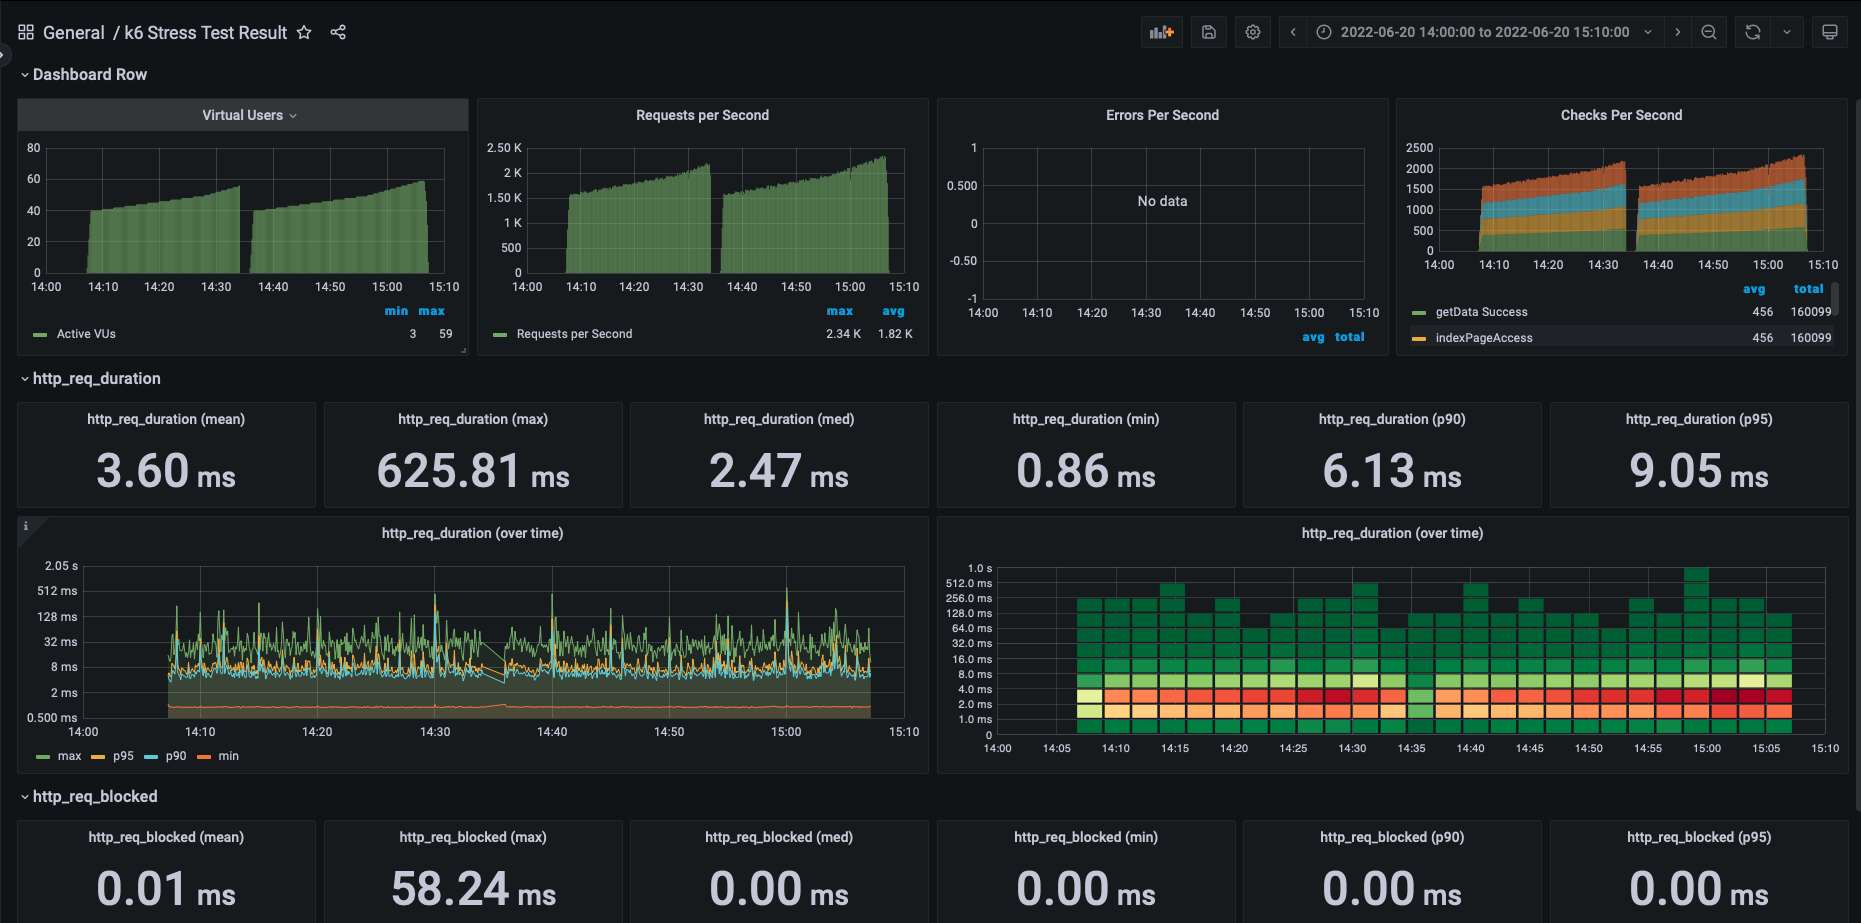 General / k6 Stress Test Result
2022-06-20 14:00:00 to 2022-06-20 15:10:00
Dashboard Row
Virtual Users
80
60
40
20
0
14:00 14:10 14:20 14:30 14:40 14:50 15:00 15:10
min max
Active VUs 3 59
Requests per Second
2.50 K
2 K
1.50 K
1 K
500
0
14:00 14:10 14:20 14:30 14:40 14:50 15:00 15:10
max avg
Requests per Second 2.34 K 1.82 K
Errors Per Second
1
0.500
0
-0.50
-1
No data
14:00 14:10 14:20 14:30 14:40 14:50 15:00 15:10
avg total
Checks Per Second
2500
2000
1500
1000
500
0
14:00 14:10 14:20 14:30 14:40 14:50 15:00 15:10
avg total
getData Success 456 160099
indexPageAccess 456 160099
http_req_duration
http_req_duration (mean)
3.60 ms
http_req_duration (max)
625.81 ms
http_req_duration (med)
2.47 ms
http_req_duration (min)
0.86 ms
http_req_duration (p90)
6.13 ms
http_req_duration (p95)
9.05 ms
i
http_req_duration (over time)
2.05 s
512 ms
128 ms
32 ms
8 ms
2 ms
0.500 ms
14:00 14:10 14:20 14:30 14:40 14:50 15:00 15:10
max p95 p90 min
http_req_duration (over time)
1.0 s
512.0 ms
256.0 ms
128.0 ms
64.0 ms
32.0 ms
16.0 ms
8.0 ms
4.0 ms
2.0 ms
1.0 ms
0
14:00 14:05 14:10 14:15 14:20 14:25 14:30 14:35 14:40 14:45 14:50 14:55 15:00 15:05 15:10
http_req_blocked
http_req_blocked (mean)
0.01 ms
http_req_blocked (max)
58.24 ms
http_req_blocked (med)
0.00 ms
http_req_blocked (min)
0.00 ms
http_req_blocked (p90)
0.00 ms
http_req_blocked (p95)
0.00 ms